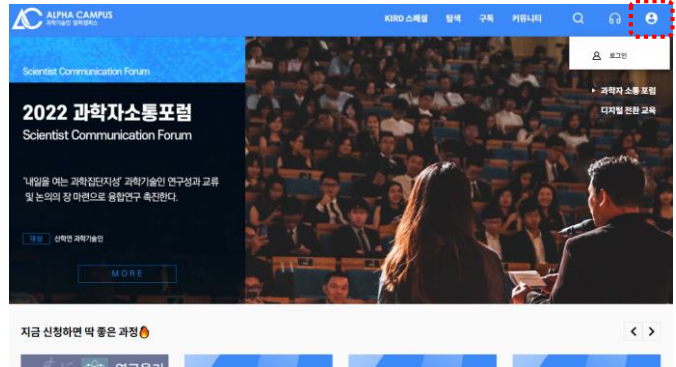 ALPHA CAMPUS
과학기술인 알파캠퍼스
KIRD 스페셜 탐색 구독 커뮤니티
로그인
Scientist Communication Forum
과학자 소통 포럼
디지털 전환 교육
2022 과학자소통포럼
Scientist Communication Forum
'내일을 여는 과학집단지성' 과학기술인 연구성과 교류
및 논의의 장 마련으로 융합연구 촉진한다.
대상 산학연 과학기술인
MORE
지금 신청하면 딱 좋은 과정🔥